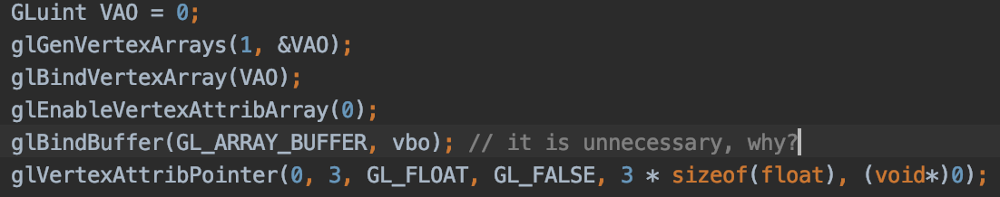 GLuint VAO = 0;
glGenVertexArrays(1, &VAO);
glBindVertexArray(VAO);
glEnableVertexAttribArray(0);
glBindBuffer(GL_ARRAY_BUFFER, vbo); // it is unnecessary, why?
glVertexAttribPointer(0, 3, GL_FLOAT, GL_FALSE, 3 * sizeof(float), (void*)0);